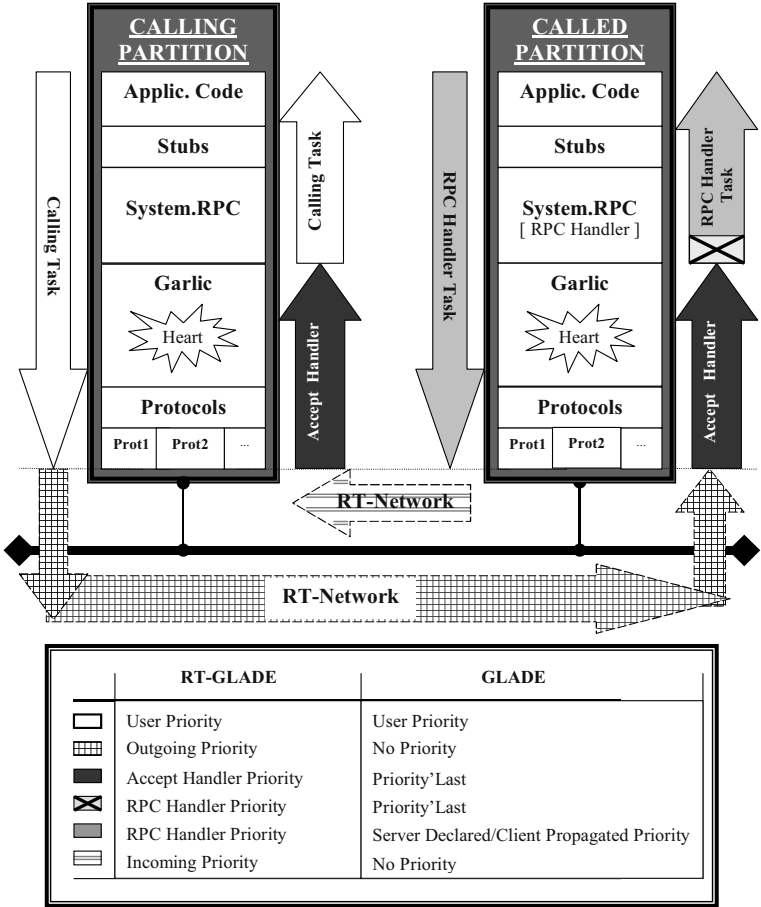 CALLING
PARTITION
CALLED
PARTITION
Applic. Code
Stubs
System.RPC
Garlic
Heart
Protocols
Prot1
Prot2
...
Calling Task
Calling Task
Accept Handler
Applic. Code
Stubs
System.RPC
[ RPC Handler ]
Garlic
Heart
Protocols
Prot1
Prot2
...
RPC Handler Task
RPC Handler
Task
Accept Handler
RT-Network
RT-Network
RT-GLADE GLADE
User Priority User Priority
Outgoing Priority No Priority
Accept Handler Priority Priority’Last
RPC Handler Priority Priority’Last
RPC Handler Priority Server Declared/Client Propagated Priority
Incoming Priority No Priority